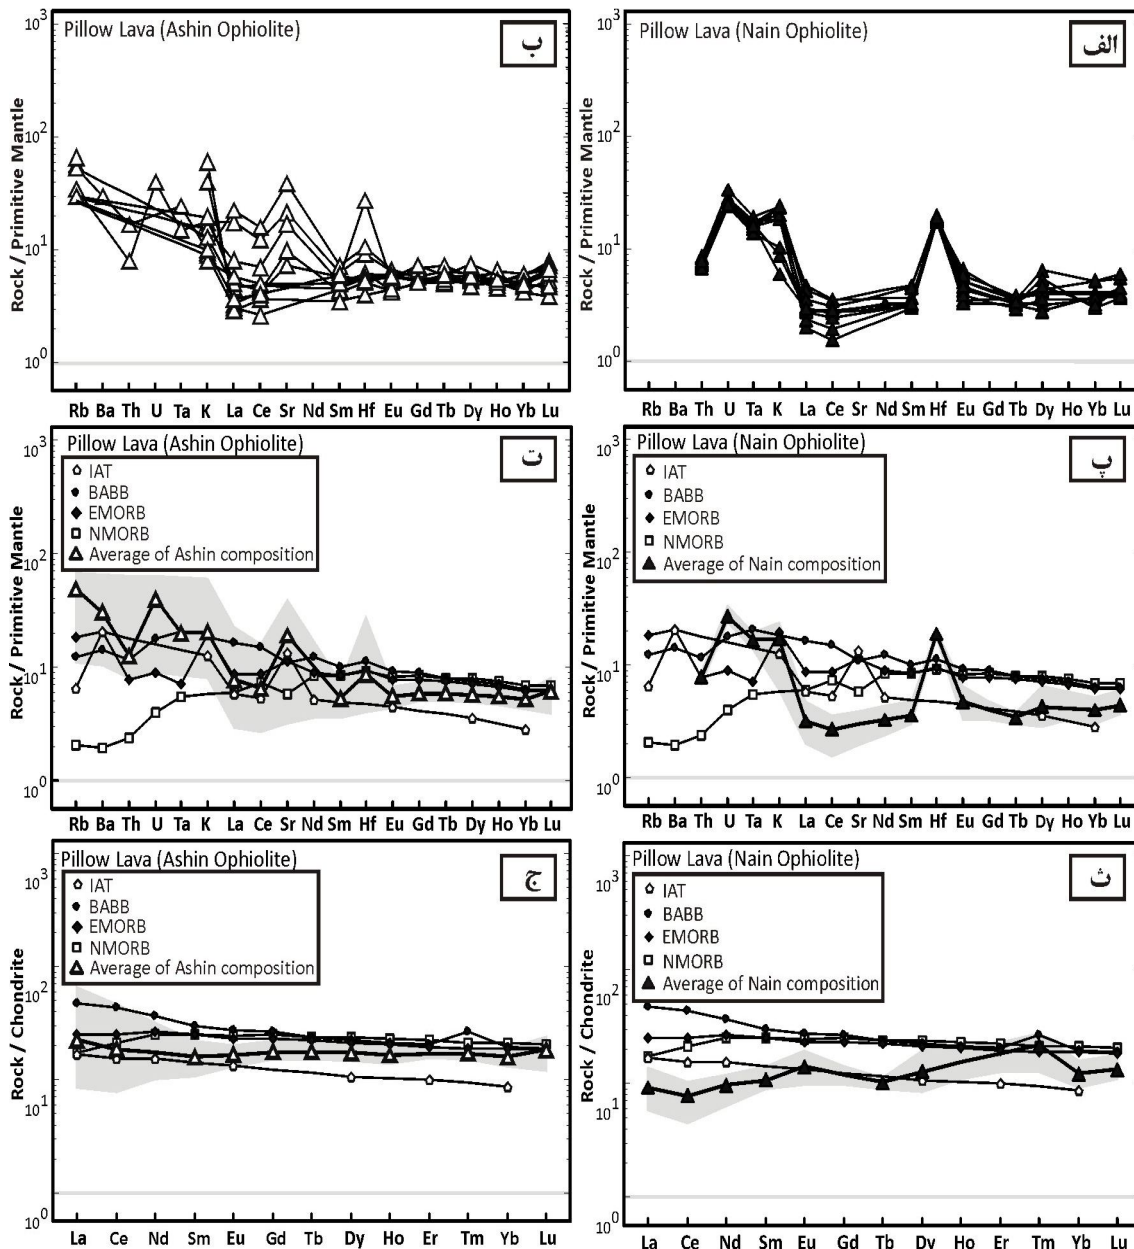 Pillow Lava (Ashin Ophiolite)
ب
Rock / Primitive Mantle
10³
10²
10¹
10⁰
Rb Ba Th U Ta K La Ce Sr Nd Sm Hf Eu Gd Tb Dy Ho Yb Lu
Pillow Lava (Nain Ophiolite)
الف
Rock / Primitive Mantle
10³
10²
10¹
10⁰
Rb Ba Th U Ta K La Ce Sr Nd Sm Hf Eu Gd Tb Dy Ho Yb Lu
Pillow Lava (Ashin Ophiolite)
ت
IAT
BABB
EMORB
NMORB
Average of Ashin composition
Rock / Primitive Mantle
10³
10²
10¹
10⁰
Rb Ba Th U Ta K La Ce Sr Nd Sm Hf Eu Gd Tb Dy Ho Yb Lu
Pillow Lava (Nain Ophiolite)
پ
IAT
BABB
EMORB
NMORB
Average of Nain composition
Rock / Primitive Mantle
10³
10²
10¹
10⁰
Rb Ba Th U Ta K La Ce Sr Nd Sm Hf Eu Gd Tb Dy Ho Yb Lu
Pillow Lava (Ashin Ophiolite)
ج
IAT
BABB
EMORB
NMORB
Average of Ashin composition
Rock / Chondrite
10³
10²
10¹
10⁰
La Ce Nd Sm Eu Gd Tb Dy Ho Er Tm Yb Lu
Pillow Lava (Nain Ophiolite)
ث
IAT
BABB
EMORB
NMORB
Average of Nain composition
Rock / Chondrite
10³
10²
10¹
10⁰
La Ce Nd Sm Eu Gd Tb Dy Ho Er Tm Yb Lu